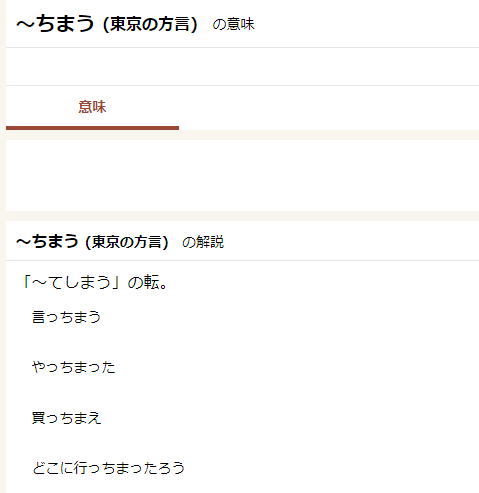 ～ちまう (東京の方言) の意味
意味
～ちまう (東京の方言) の解説
「～てしまう」の転。
言っちまう
やっちまった
買っちまえ
どこに行っちまったろう